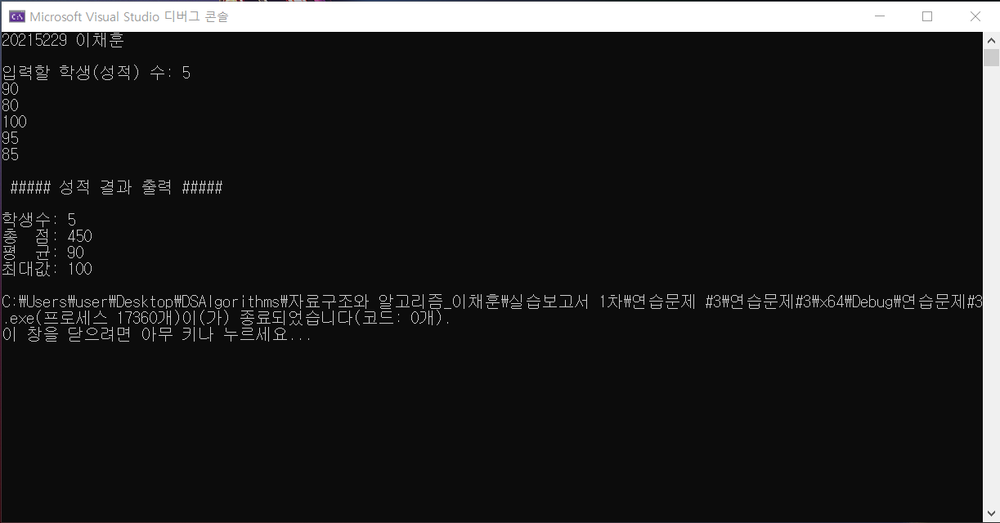 Microsoft Visual Studio 디버그 콘솔
20215229 이채훈
입력할 학생(성적) 수: 5
90
80
100
95
85
##### 성적 결과 출력 #####
학생수: 5
총  점: 450
평  균: 90
최대값: 100
C:₩Users₩user₩Desktop₩DSAlgorithms₩자료구조와 알고리즘_이채훈₩실습보고서 1차₩연습문제 #3₩연습문제#3₩x64₩Debug₩연습문제#3
.exe(프로세스 17360개)이(가) 종료되었습니다(코드: 0개).
이 창을 닫으려면 아무 키나 누르세요...